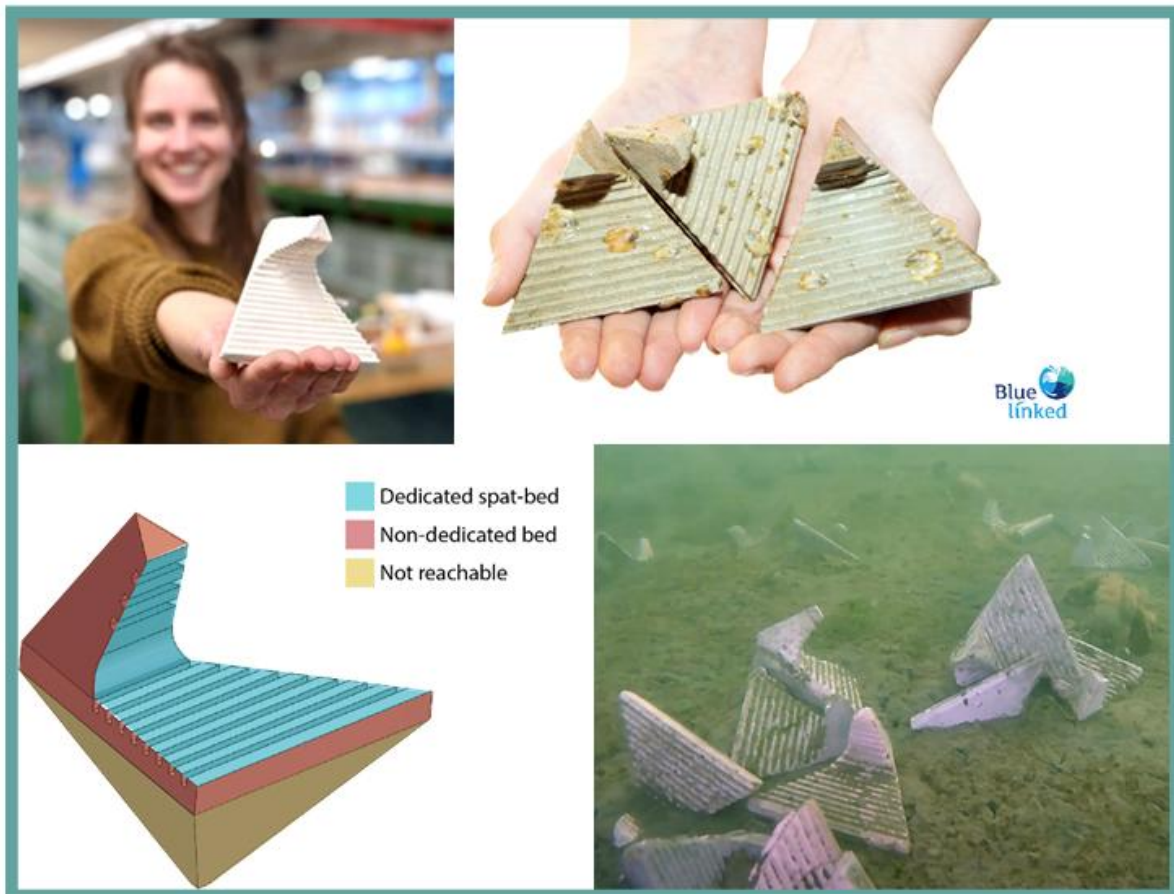 Blue
linked
Dedicated spat-bed
Non-dedicated bed
Not reachable